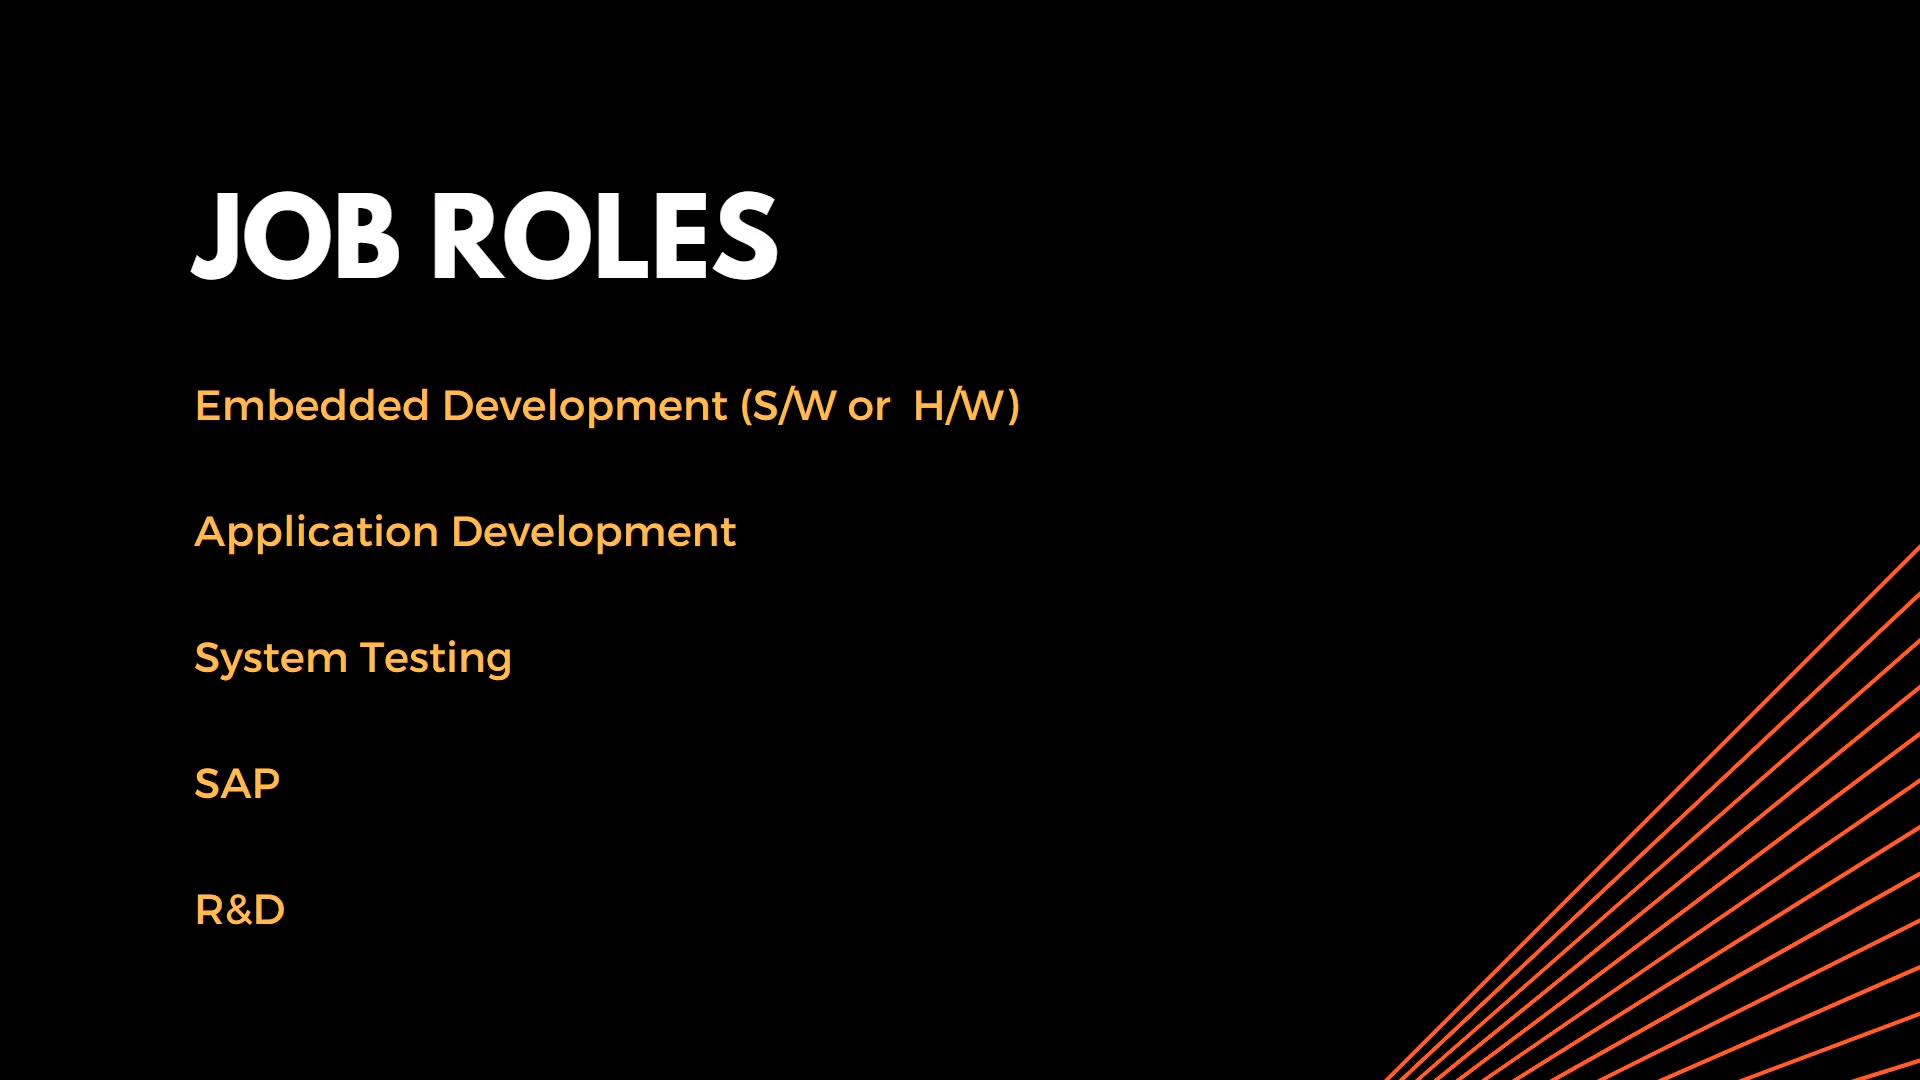 JOB ROLES
Embedded Development (S/W or  H/W)
Application Development
System Testing
SAP
R&D